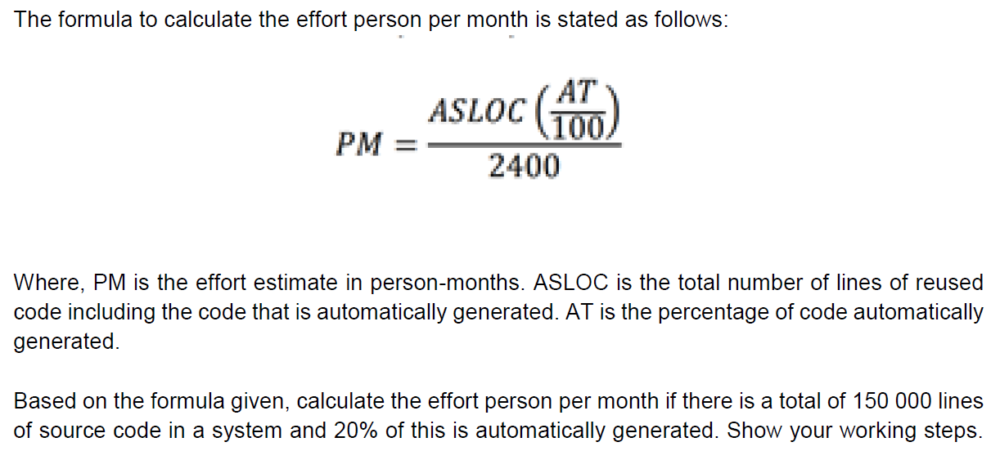 The formula to calculate the effort person per month is stated as follows:
PM = ASLOC (AT/100) / 2400
Where, PM is the effort estimate in person-months. ASLOC is the total number of lines of reused
code including the code that is automatically generated. AT is the percentage of code automatically
generated.
Based on the formula given, calculate the effort person per month if there is a total of 150 000 lines
of source code in a system and 20% of this is automatically generated. Show your working steps.